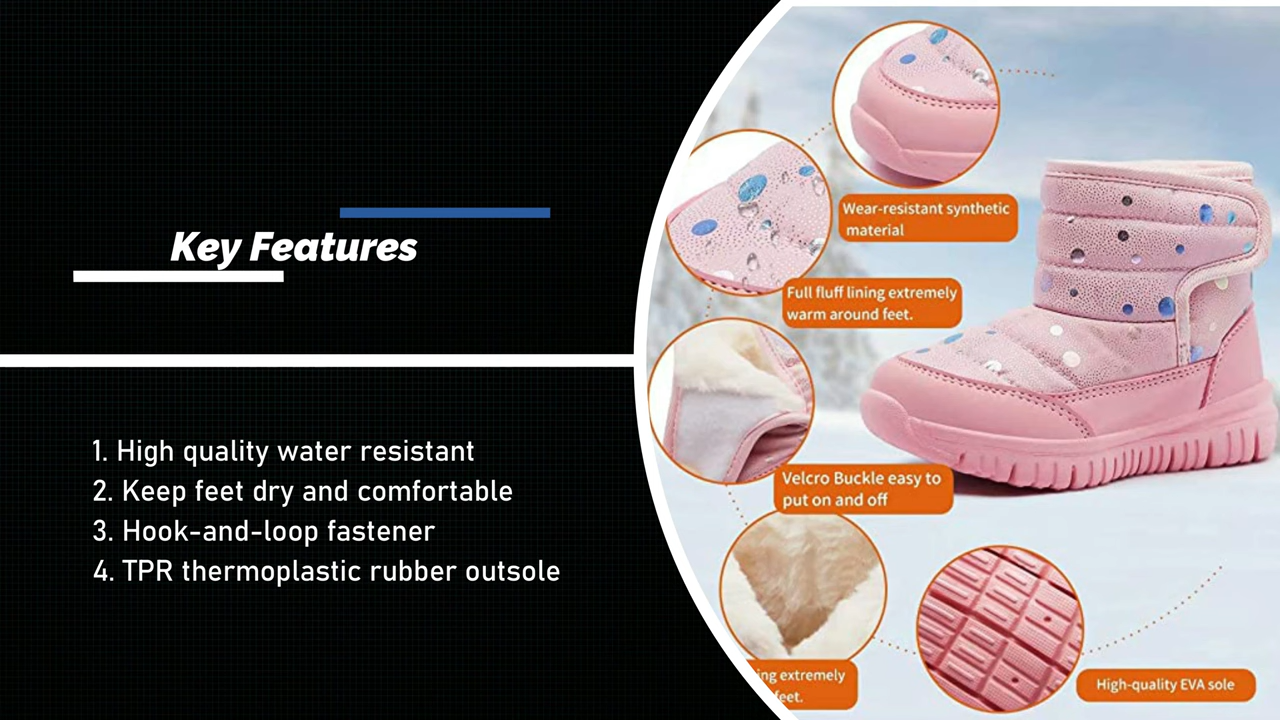 Key Features
1. High quality water resistant
2. Keep feet dry and comfortable
3. Hook-and-loop fastener
4. TPR thermoplastic rubber outsole
Wear-resistant synthetic
material
Full fluff lining extremely
warm around feet.
Velcro Buckle easy to
put on and off
extremely
feet.
High-quality EVA sole